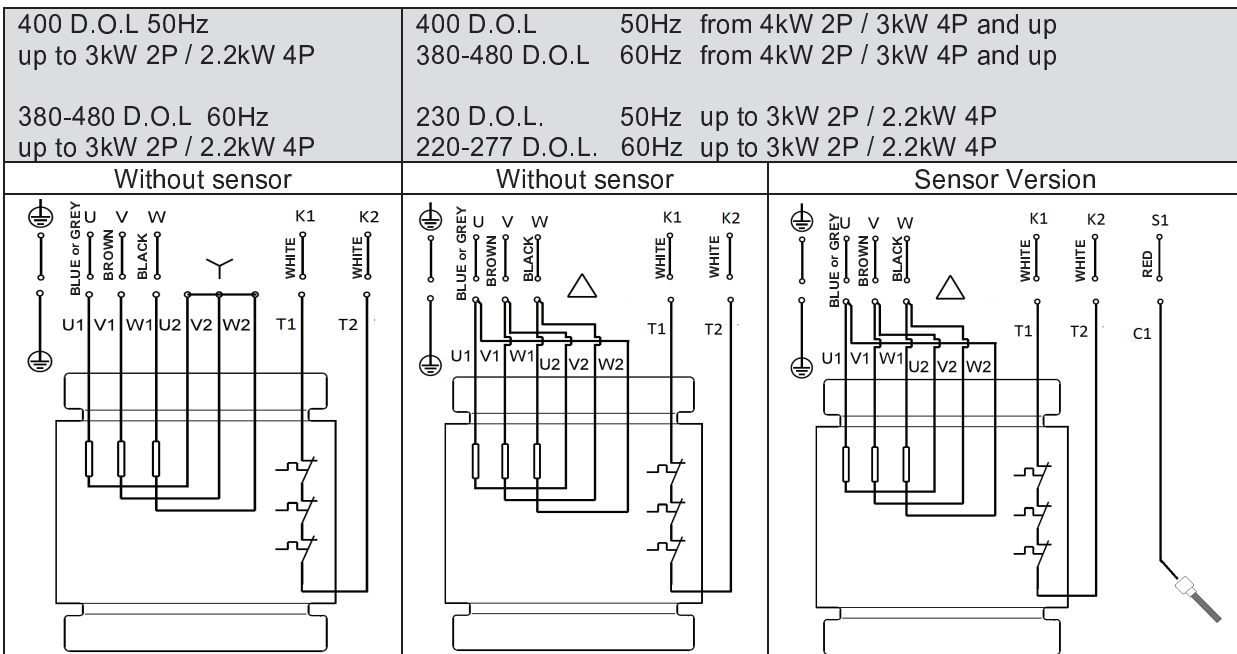 400 D.O.L 50Hz
up to 3kW 2P / 2.2kW 4P
380-480 D.O.L 60Hz
up to 3kW 2P / 2.2kW 4P
400 D.O.L 50Hz from 4kW 2P / 3kW 4P and up
380-480 D.O.L 60Hz from 4kW 2P / 3kW 4P and up
230 D.O.L. 50Hz up to 3kW 2P / 2.2kW 4P
220-277 D.O.L. 60Hz up to 3kW 2P / 2.2kW 4P
Without sensor
U V W K1 K2
BLUE or GREY
BROWN
BLACK
WHITE
WHITE
U1 V1 W1 U2 V2 W2 T1 T2
Without sensor
U V W K1 K2
BLUE or GREY
BROWN
BLACK
WHITE
WHITE
T1 T2
U1 V1 W1 U2 V2 W2
Sensor Version
U V W K1 K2 S1
BLUE or GREY
BROWN
BLACK
WHITE
WHITE
RED
T1 T2 C1
U1 V1 W1 U2 V2 W2